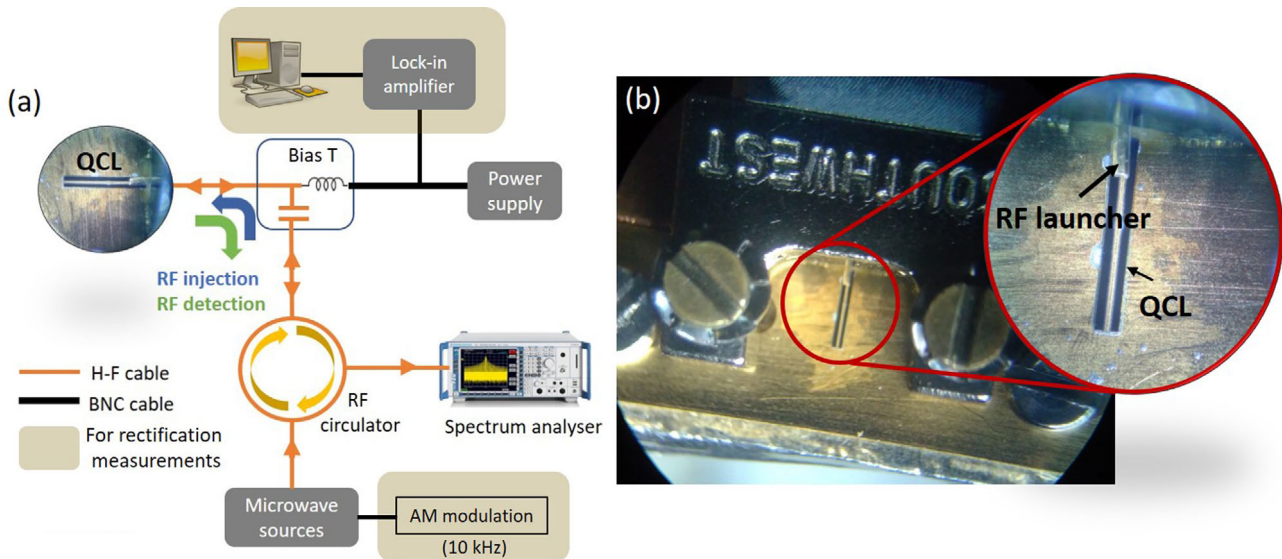 (a)
Lock-in
amplifier
QCL
Bias T
Power
supply
RF injection
RF detection
H-F cable
BNC cable
For rectification
measurements
RF
circulator
Spectrum analyser
Microwave
sources
AM modulation
(10 kHz)
(b)
OUTHWEST
RF launcher
QCL